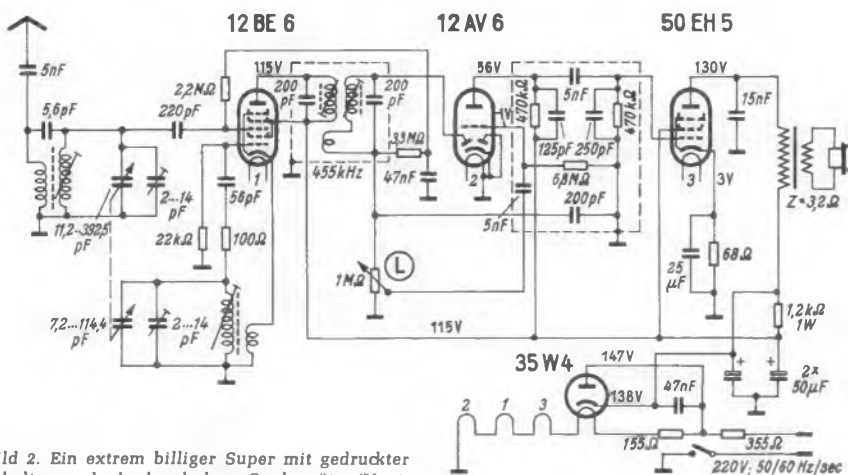 12 BE 6
12 AV 6
50 EH 5
5nF
5,6pF
220pF
2,2MΩ
115V
200
pF
200
pF
56V
1V
470kΩ
5nF
470kΩ
130V
15nF
1
2
3
3V
125pF
250pF
3,3MΩ
47nF
6,8MΩ
200pF
5nF
455kHz
56pF
2...14
pF
11,2...392,5
pF
22kΩ
100Ω
1MΩ
L
25
µF
68Ω
Z=3,2Ω
7,2...114,4
pF
2...14
pF
115V
1,2kΩ
1W
35 W 4
147V
138V
47nF
+
+
2x
50µF
2
1
3
155Ω
355Ω
220V; 50/60 Hz/sec
ild 2. Ein extrem billiger Super mit gedruckter